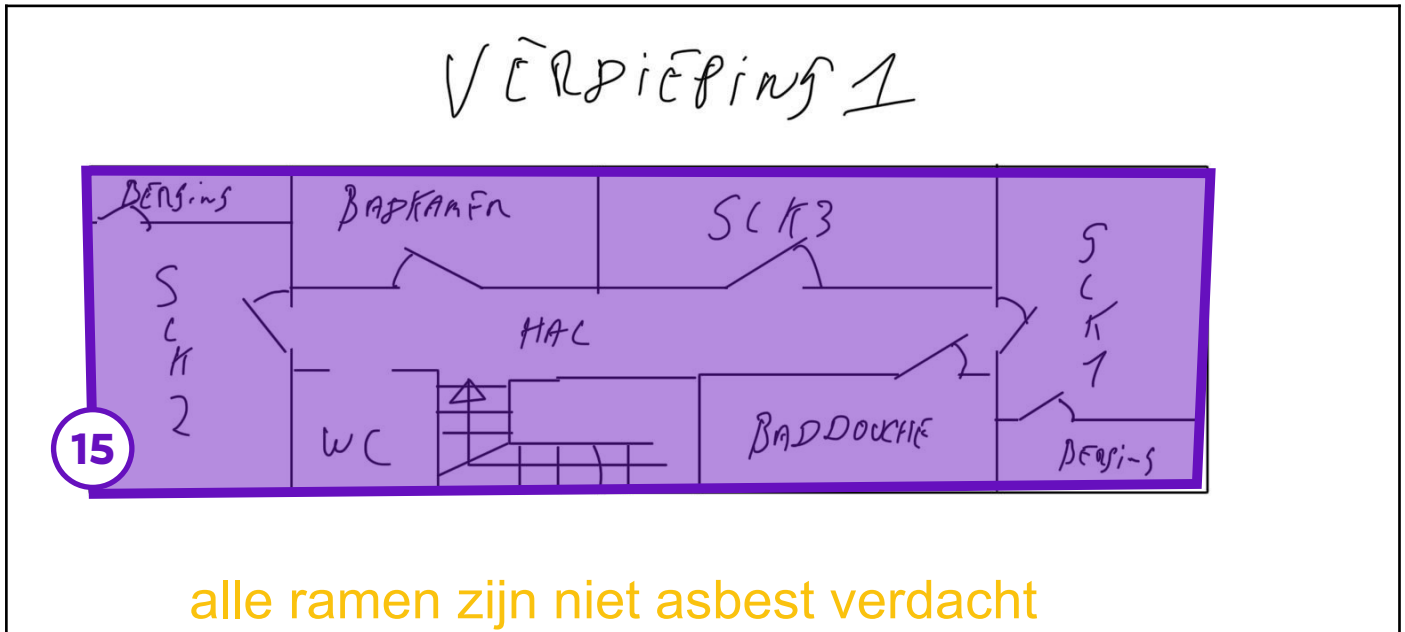 VERDIEPING 1
BERGING
BADKAMER
SLK3
SLK1
SLK2
HAL
15
WC
BADDOUCHE
BERGING
alle ramen zijn niet asbest verdacht